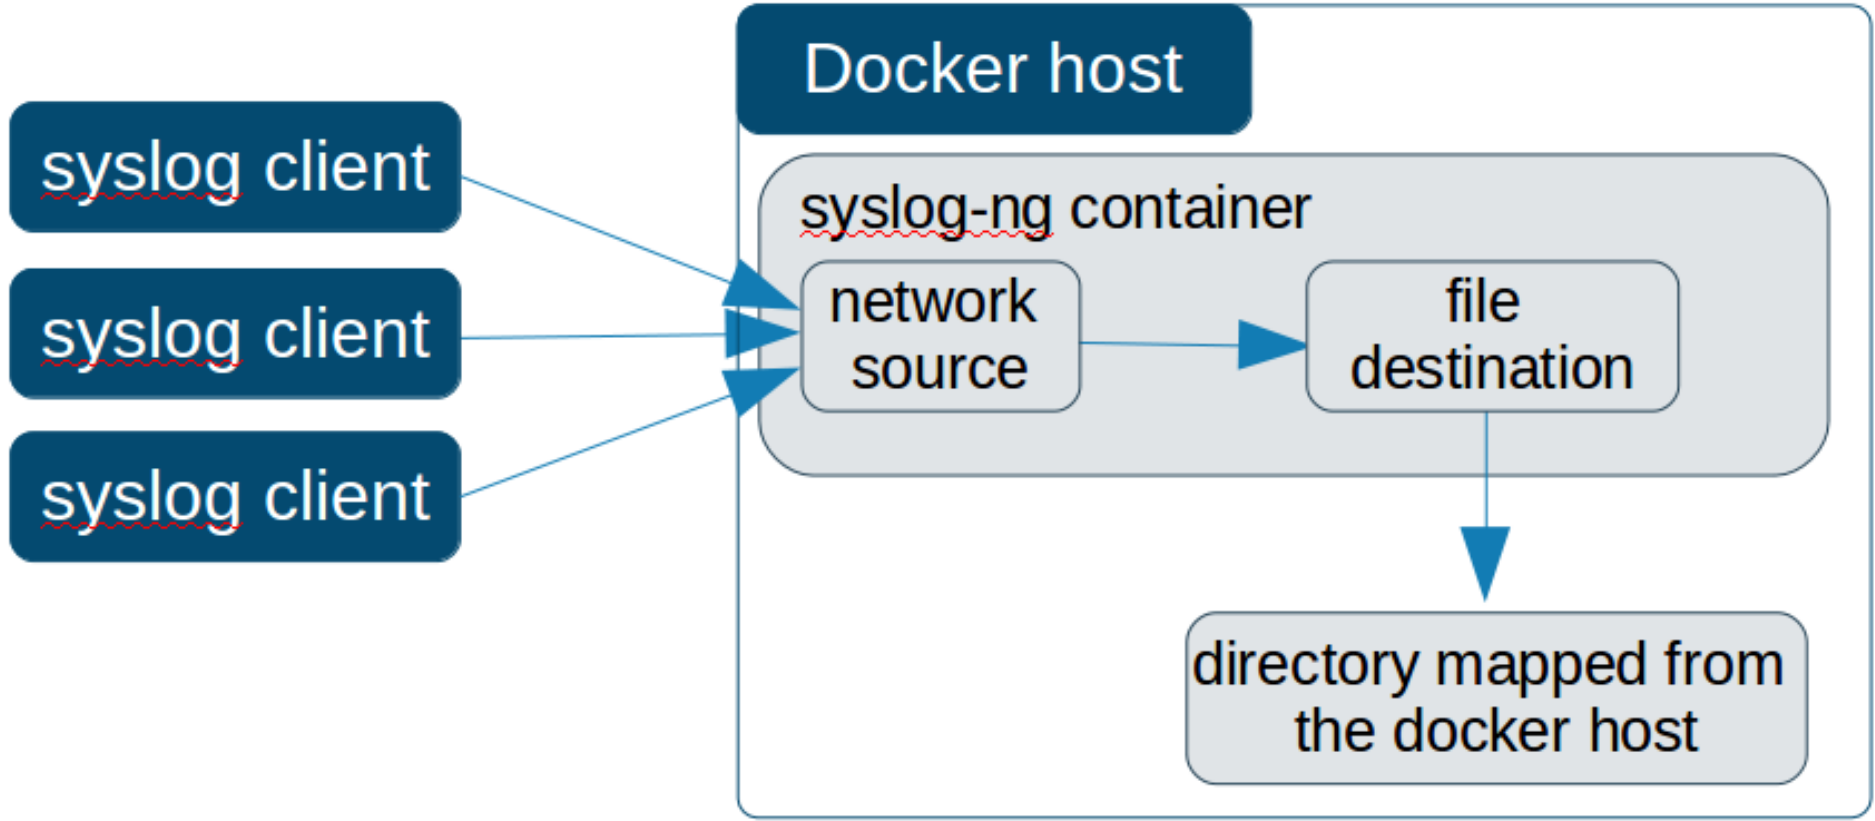 Docker host
syslog client
syslog client
syslog client
syslog-ng container
network
source
file
destination
directory mapped from
the docker host